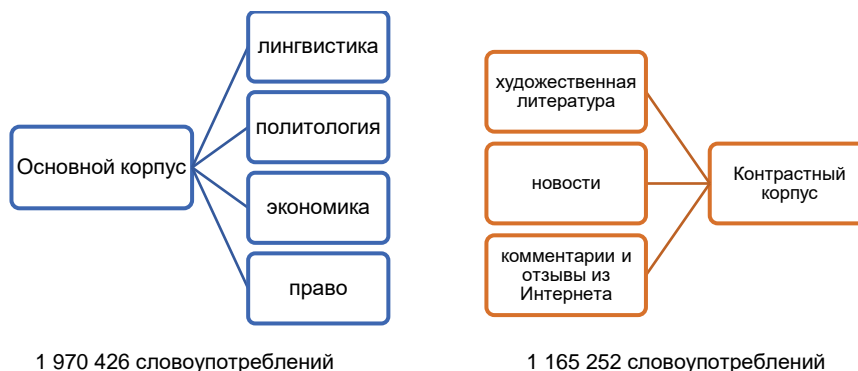 Основной корпус
лингвистика
политология
экономика
право
1 970 426 словоупотреблений
художественная
литература
новости
комментарии и
отзывы из
Интернета
Контрастный
корпус
1 165 252 словоупотреблений